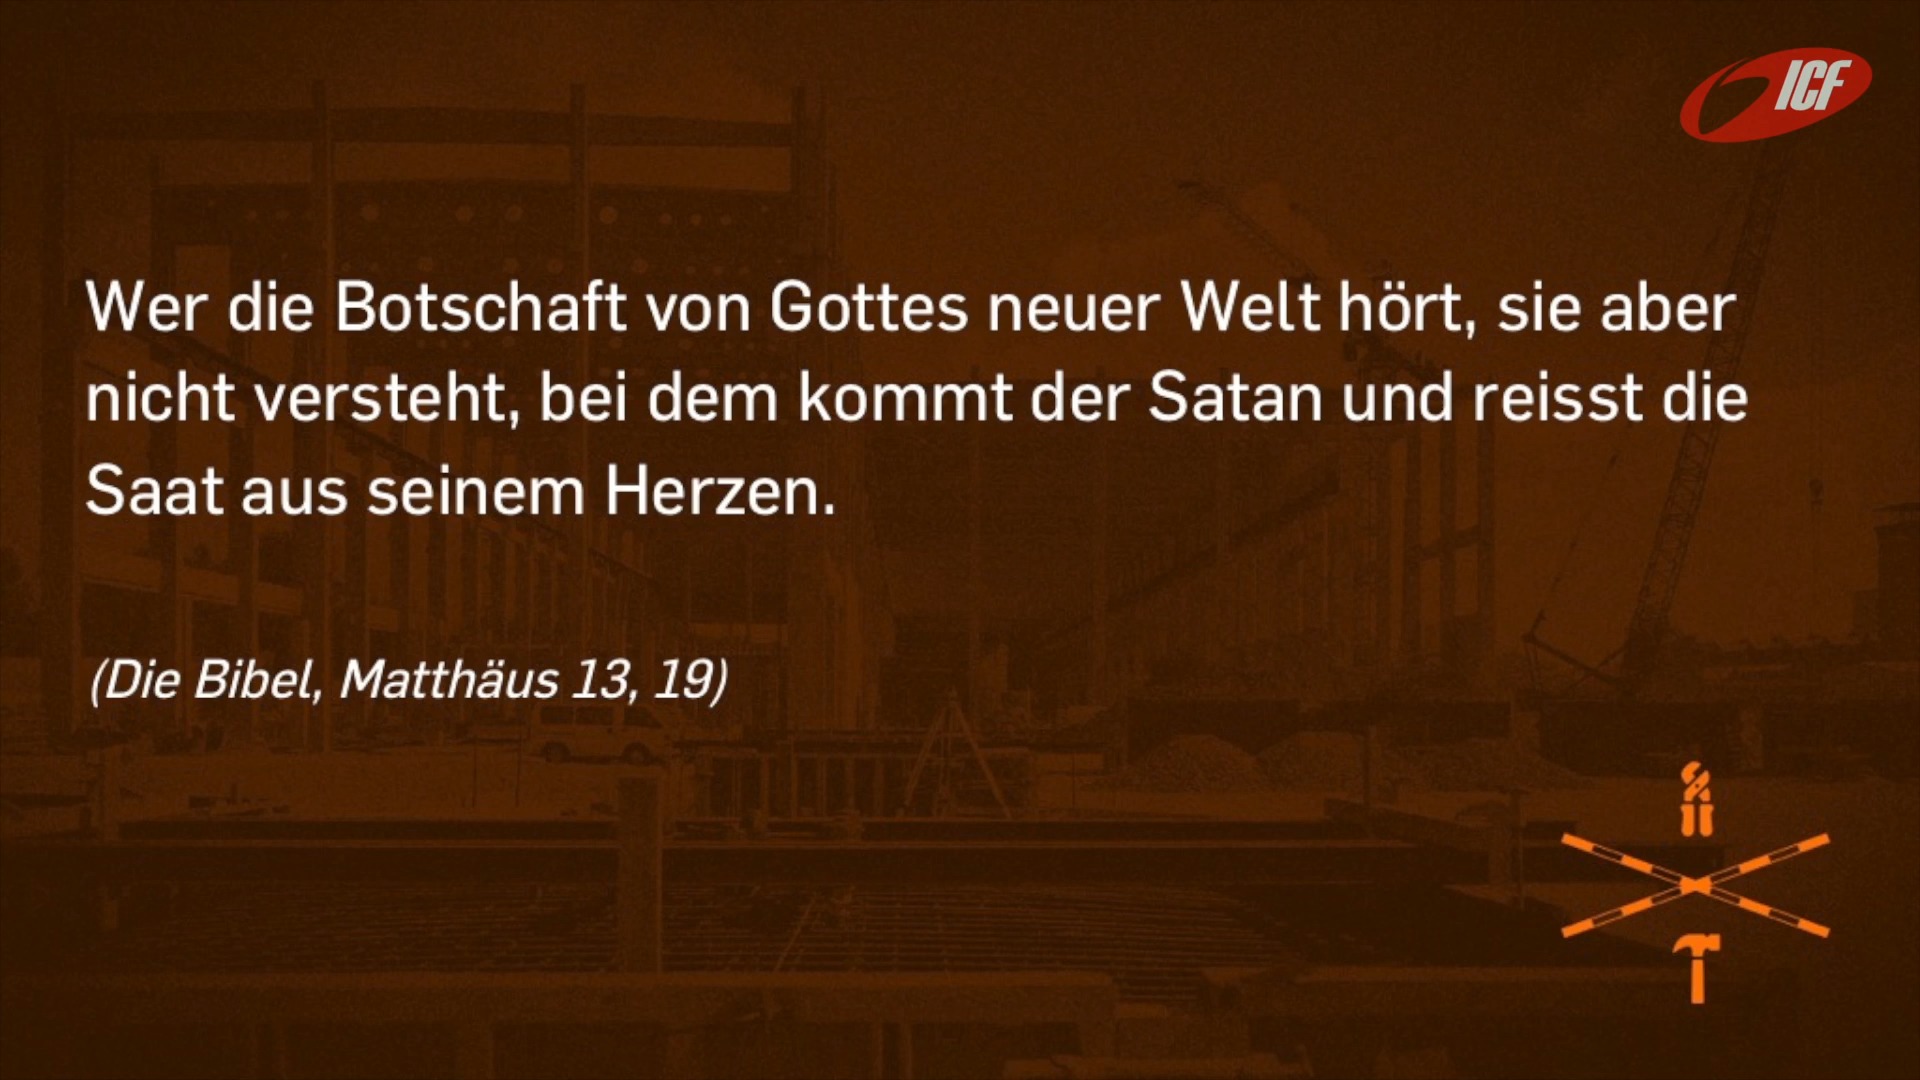 ICF
Wer die Botschaft von Gottes neuer Welt hört, sie aber
nicht versteht, bei dem kommt der Satan und reisst die
Saat aus seinem Herzen.
(Die Bibel, Matthäus 13, 19)